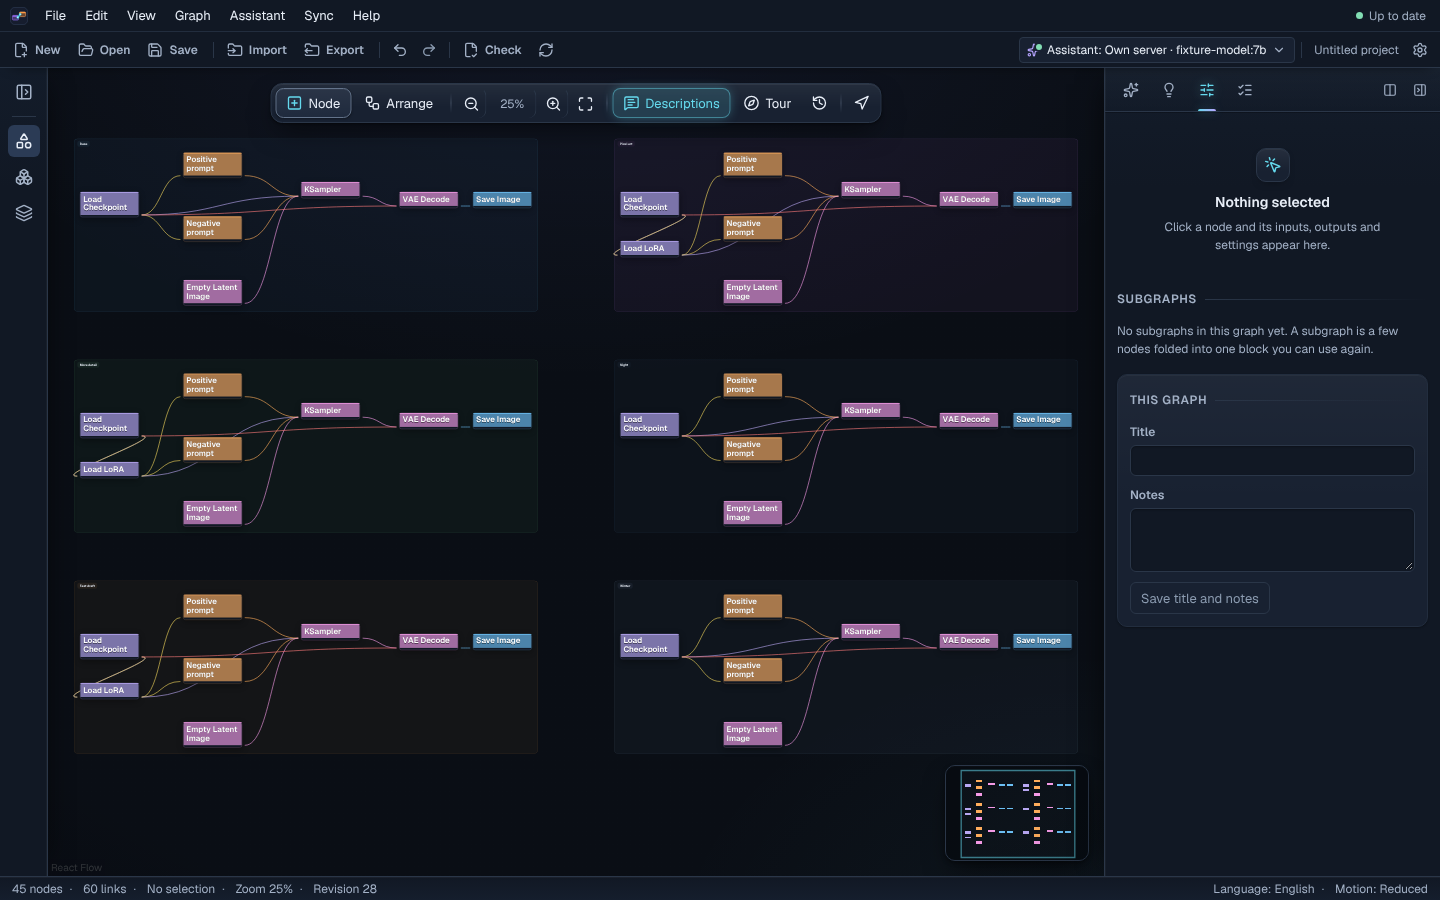 File Edit View Graph Assistant Sync Help
Up to date
New Open Save Import Export Check
Assistant: Own server · fixture-model:7b
Untitled project
Node Arrange 25% Descriptions Tour
Positive
prompt
Load
Checkpoint
KSampler
VAE Decode
Save Image
Negative
prompt
Empty Latent
Image
Positive
prompt
Load
Checkpoint
KSampler
VAE Decode
Save Image
Negative
prompt
Load LoRA
Empty Latent
Image
Positive
prompt
Load
Checkpoint
KSampler
VAE Decode
Save Image
Negative
prompt
Load LoRA
Empty Latent
Image
Night
Positive
prompt
Load
Checkpoint
KSampler
VAE Decode
Save Image
Negative
prompt
Empty Latent
Image
Positive
prompt
Load
Checkpoint
KSampler
VAE Decode
Save Image
Negative
prompt
Load LoRA
Empty Latent
Image
Winter
Positive
prompt
Load
Checkpoint
KSampler
VAE Decode
Save Image
Negative
prompt
Empty Latent
Image
React Flow
Nothing selected
Click a node and its inputs, outputs and
settings appear here.
SUBGRAPHS
No subgraphs in this graph yet. A subgraph is a few
nodes folded into one block you can use again.
THIS GRAPH
Title
Notes
Save title and notes
45 nodes · 60 links · No selection · Zoom 25% · Revision 28
Language: English · Motion: Reduced